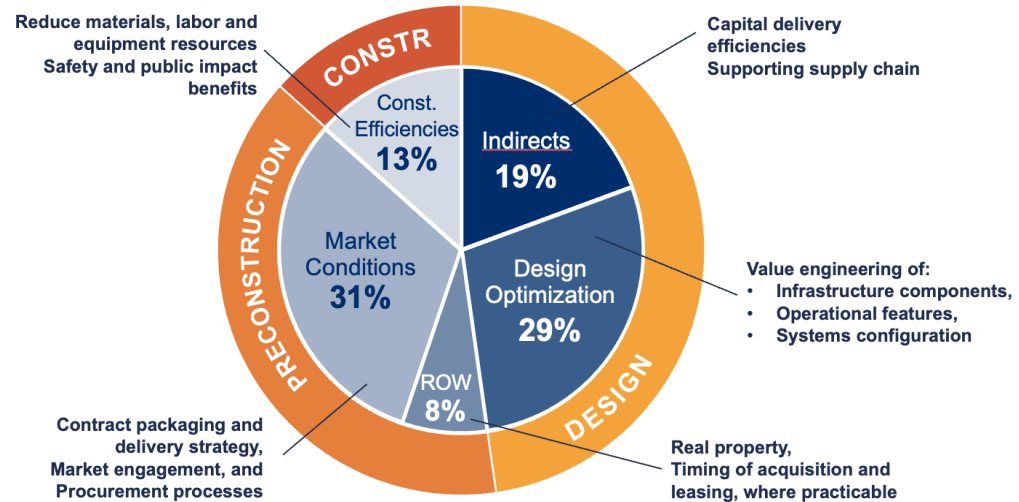 Reduce materials, labor and
equipment resources
Safety and public impact
benefits
CONSTR
Capital delivery
efficiencies
Supporting supply chain
Const.
Efficiencies
13%
Indirects
19%
PRECONSTRUCTION
Market
Conditions
31%
Design
Optimization
29%
Value engineering of:
• Infrastructure components,
• Operational features,
• Systems configuration
ROW
8%
DESIGN
Contract packaging and
delivery strategy,
Market engagement, and
Procurement processes
Real property,
Timing of acquisition and
leasing, where practicable